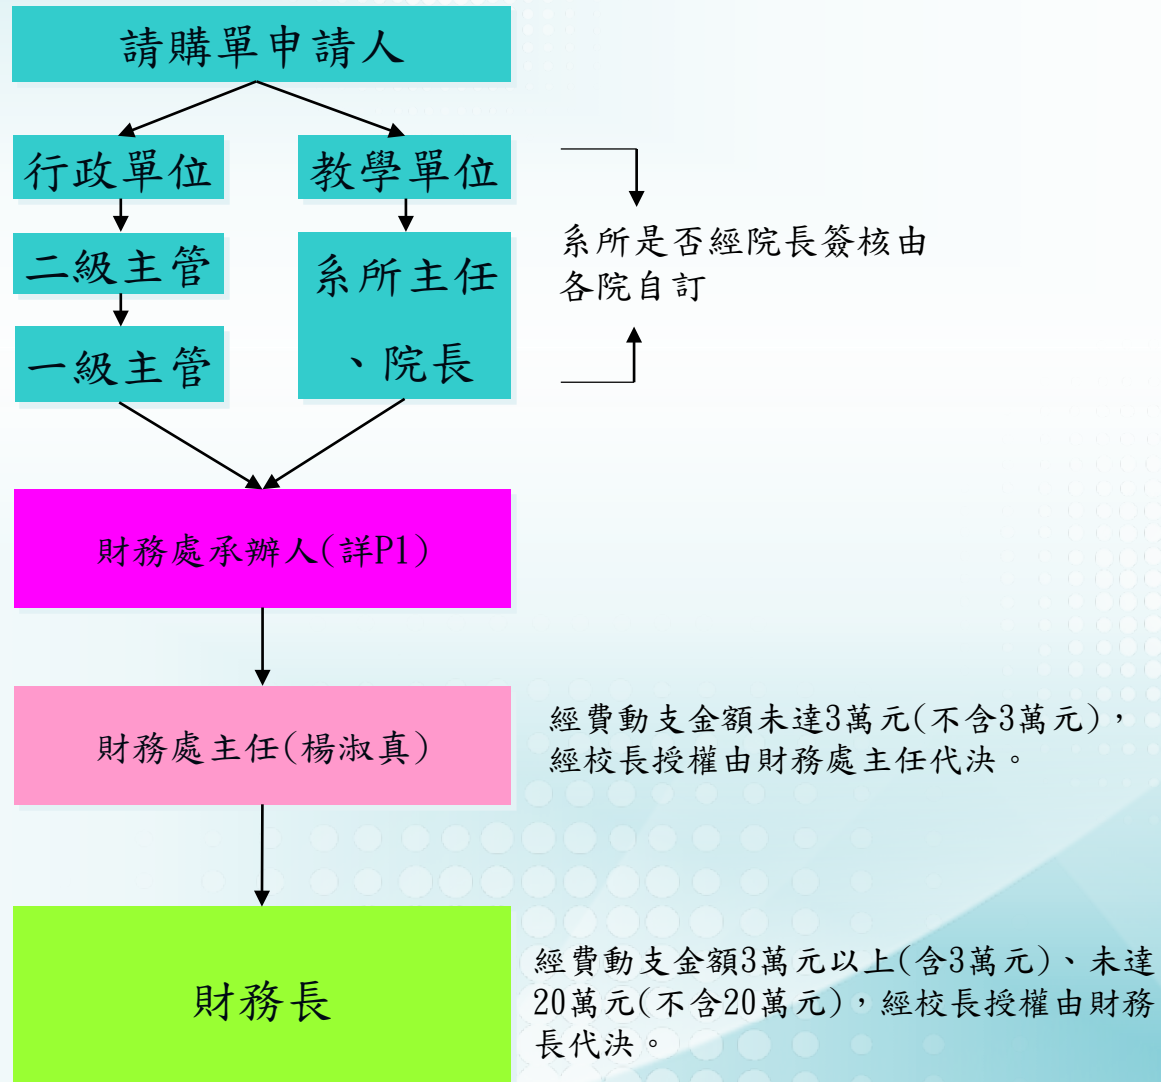 請購單申請人
行政單位
教學單位
二級主管
一級主管
系所主任
、院長
系所是否經院長簽核由
各院自訂
財務處承辦人(詳P1)
財務處主任(楊淑真)
經費動支金額未達3萬元(不含3萬元)，
經校長授權由財務處主任代決。
財務長
經費動支金額3萬元以上(含3萬元)、未達
20萬元(不含20萬元)，經校長授權由財務
長代決。